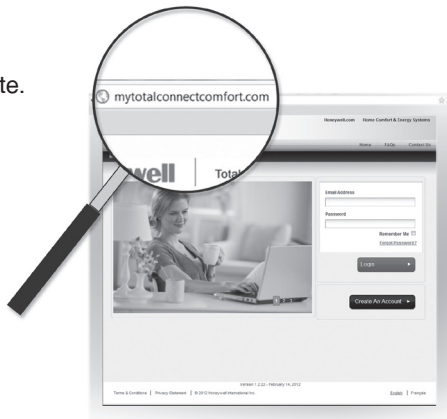 te.
mytotalconnectcomfort.com
Honeywell.com Home Comfort & Energy Systems
Home FAQs Contact Us
well Total
Email Address
Password
Remember Me
Forgot Password?
Login
Create An Account
Version 1.2.22 - February 14, 2012
Terms & Conditions | Privacy Statement | © 2012 Honeywell International Inc.
English | Français